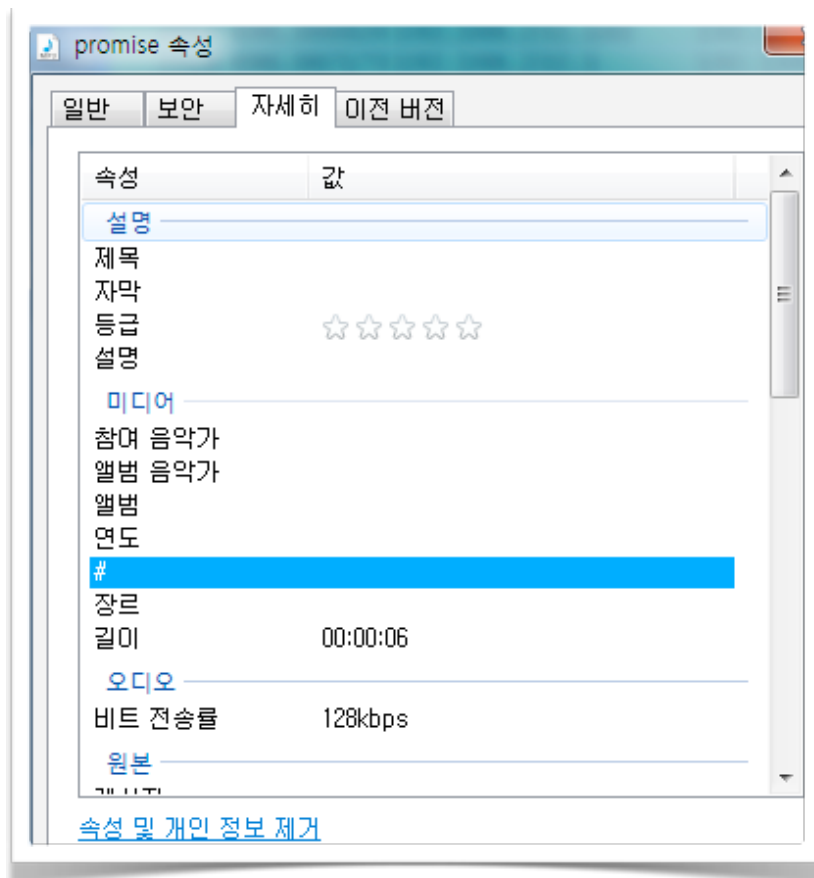 promise 속성
일반 보안 자세히 이전 버전
속성 값
설명
제목
자막
등급
설명
미디어
참여 음악가
앨범 음악가
앨범
연도
#
장르
길이 00:00:06
오디오
비트 전송률 128kbps
원본
속성 및 개인 정보 제거